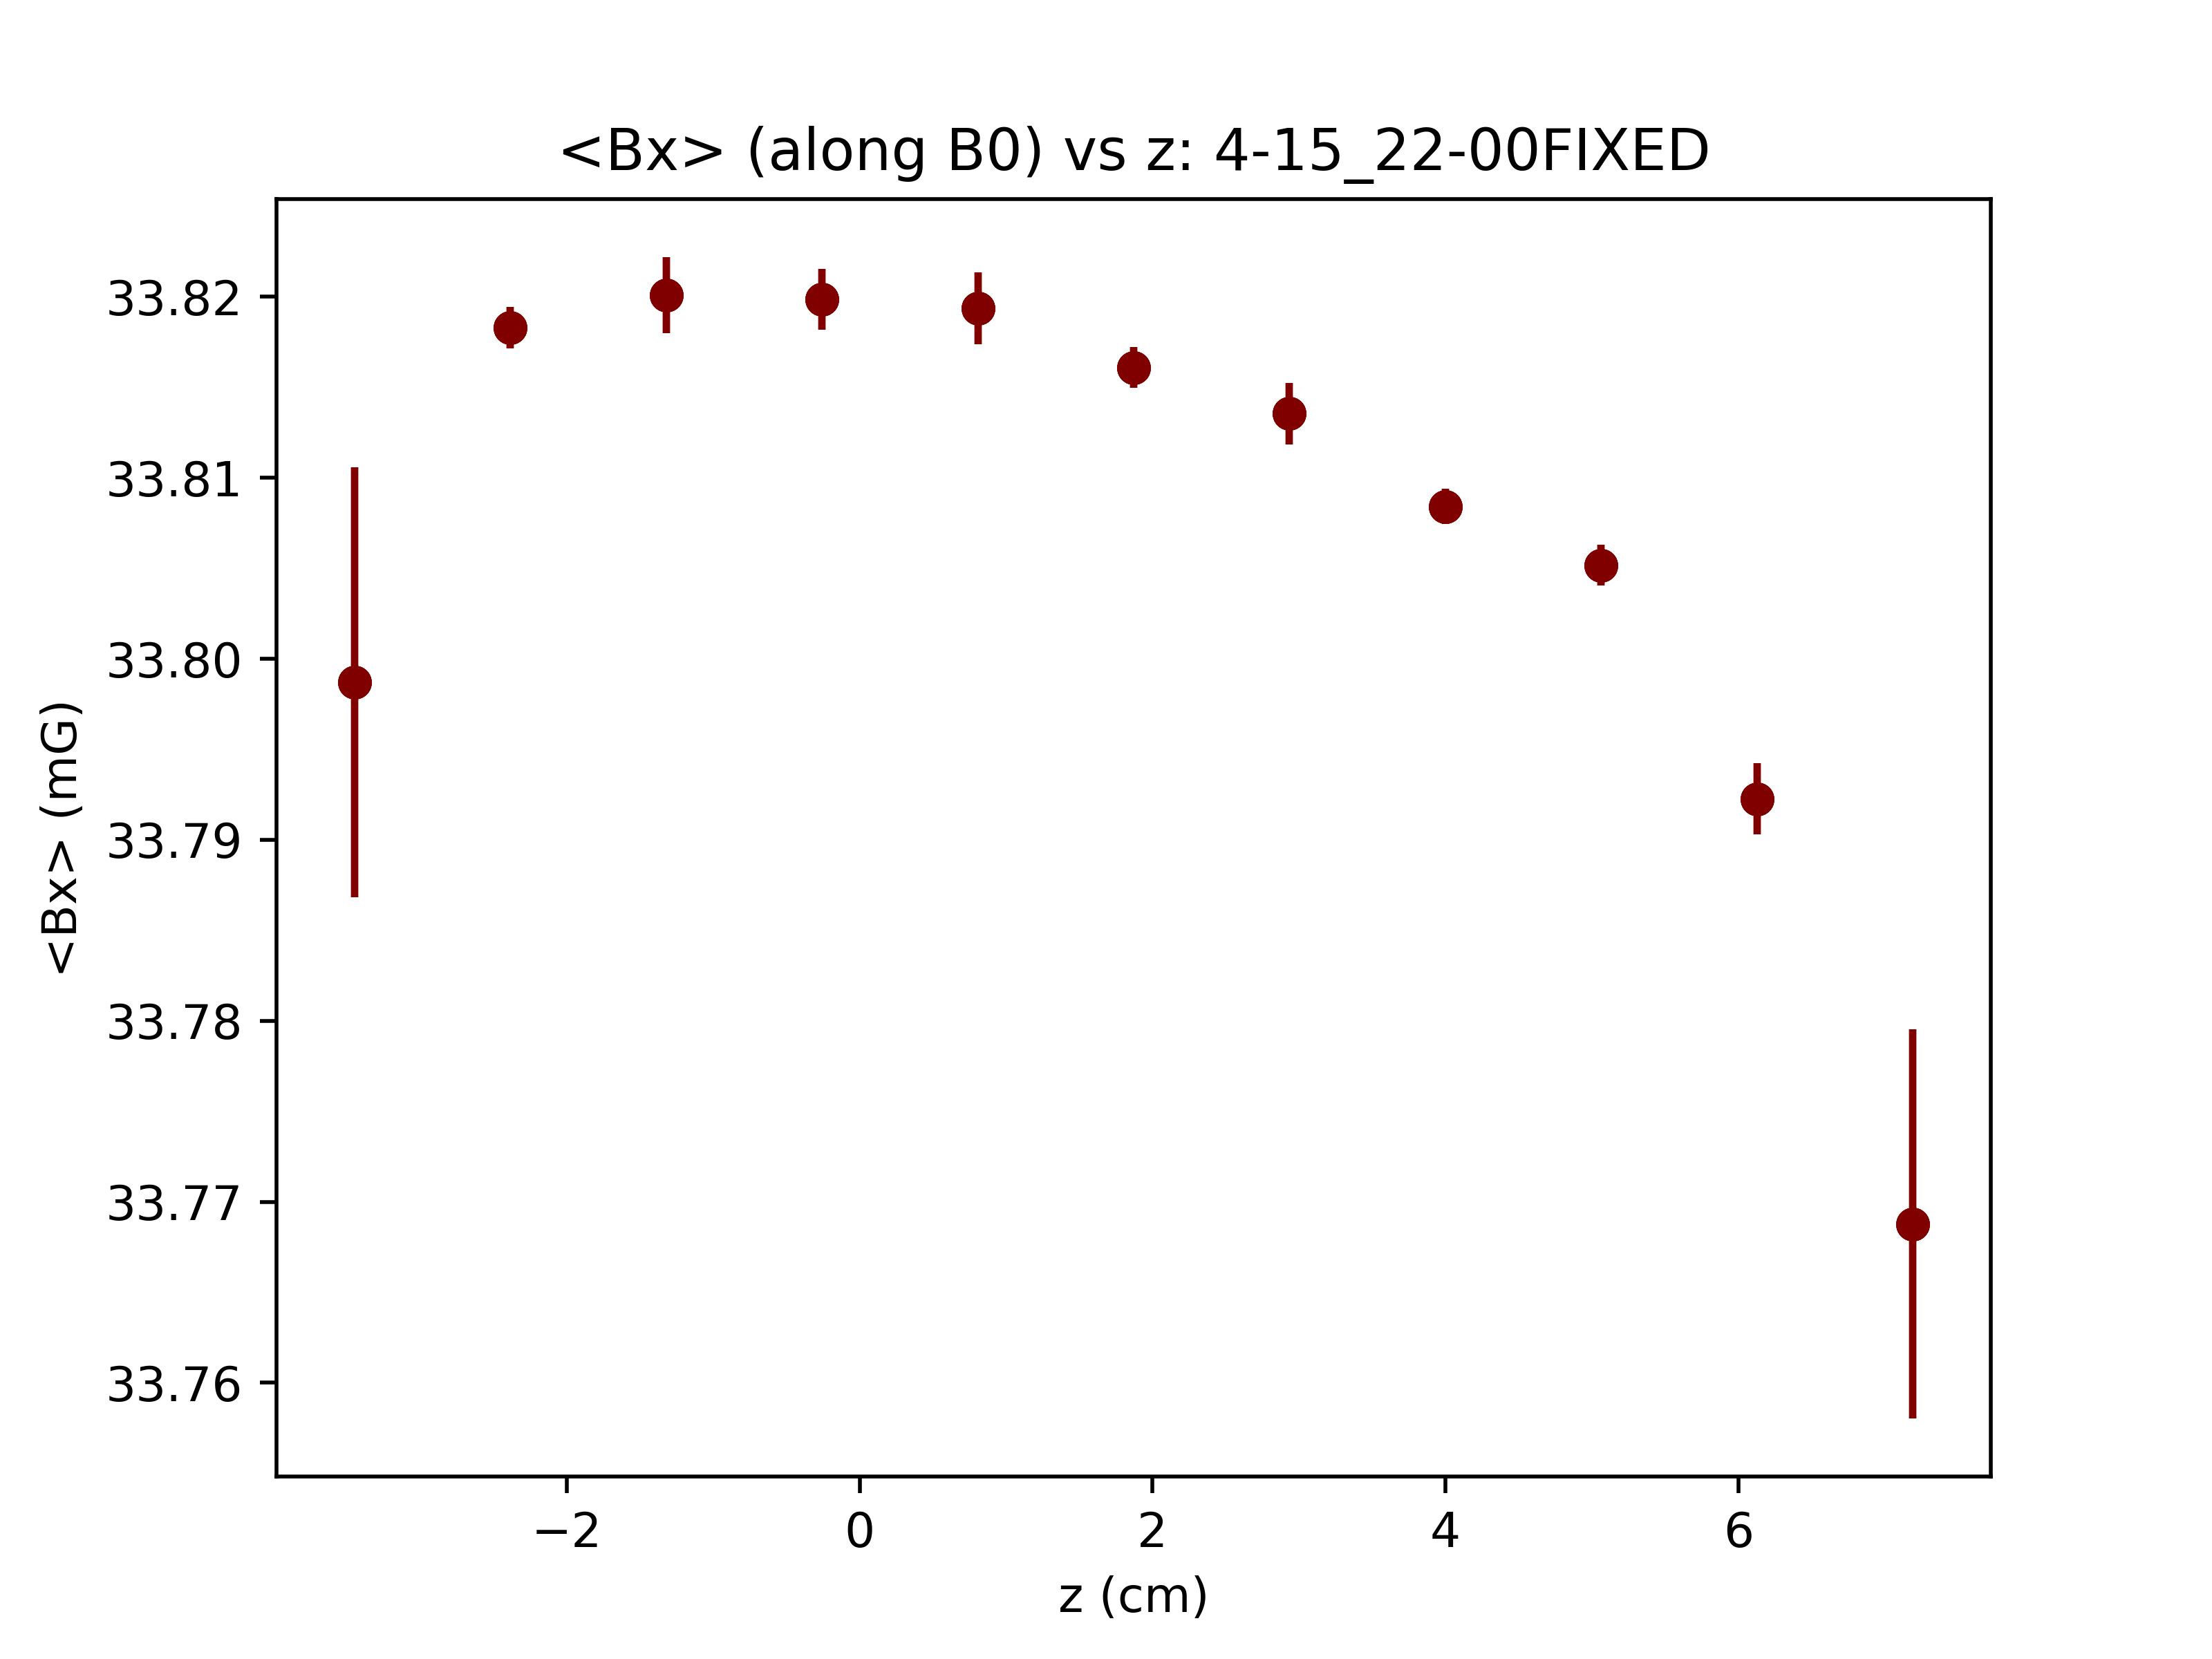 <Bx> (along B0) vs z: 4-15_22-00FIXED
33.82
33.81
33.80
33.79
33.78
33.77
33.76
<Bx> (mG)
−2 0 2 4 6
z (cm)